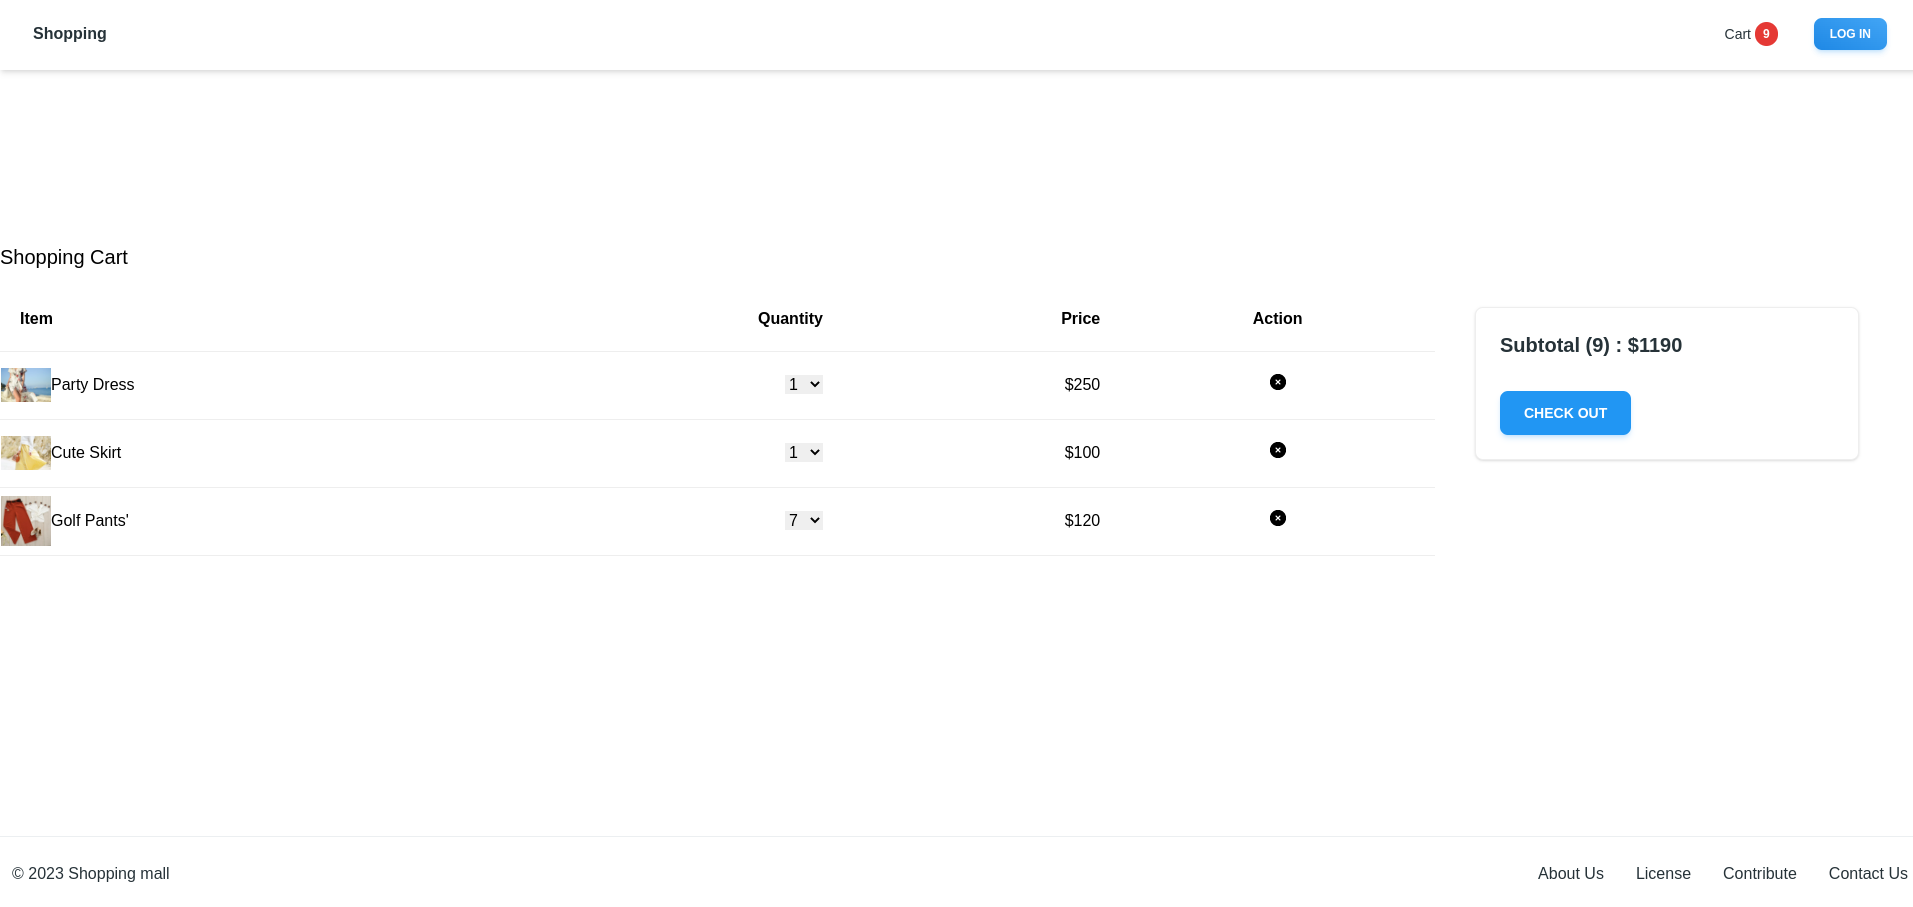 Shopping
Cart 9 LOG IN
Shopping Cart
Item Quantity Price Action
Party Dress 1 $250
Cute Skirt 1 $100
Golf Pants' 7 $120
Subtotal (9) : $1190
CHECK OUT
© 2023 Shopping mall
About Us License Contribute Contact Us